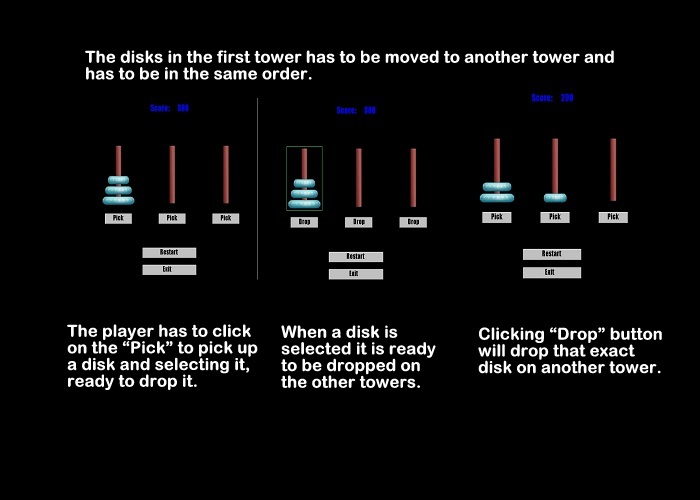 The disks in the first tower has to be moved to another tower and
has to be in the same order.
Score: 300
Score: 300
Score: 300
Pick Pick Pick
Drop Drop Drop
Pick Pick Pick
Restart
Exit
Restart
Exit
Restart
Exit
The player has to click
on the “Pick” to pick up
a disk and selecting it,
ready to drop it.
When a disk is
selected it is ready
to be dropped on
the other towers.
Clicking “Drop” button
will drop that exact
disk on another tower.